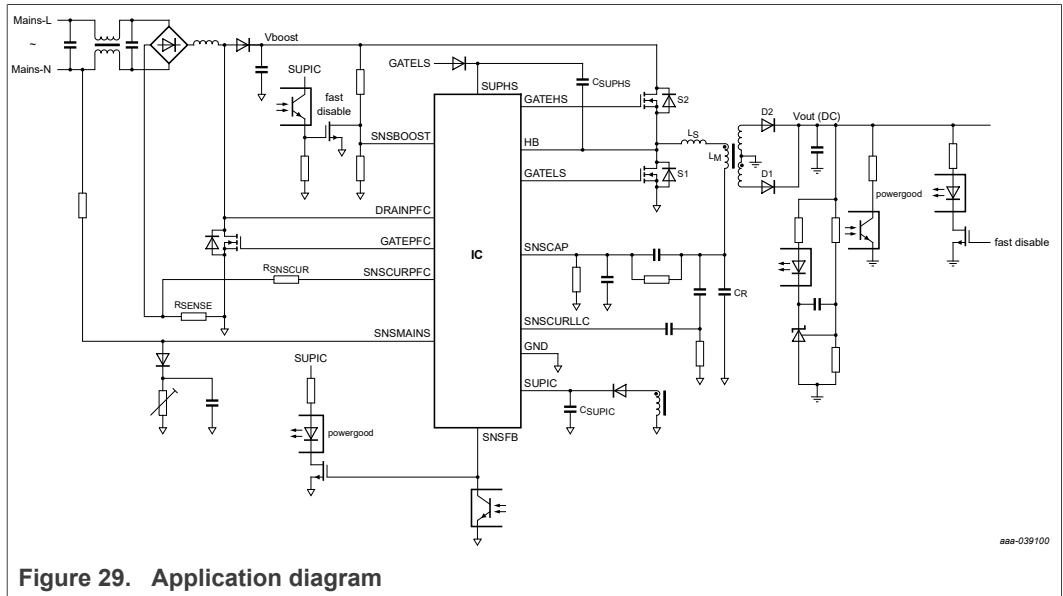 Mains-L
~
Mains-N
Vboost
SUPIC
fast
disable
GATELS
SUPHS
CSUPHS
GATEHS
S2
SNSBOOST
HB
LS
LM
D2
Vout (DC)
GATELS
S1
D1
powergood
DRAINPFC
GATEPFC
IC
fast disable
RSNSCUR
SNSCURPFC
SNSCAP
CR
RSENSE
SNSMAINS
SNSCURLLC
GND
SUPIC
SUPIC
CSUPIC
powergood
SNSFB
aaa-039100
Figure 29. Application diagram